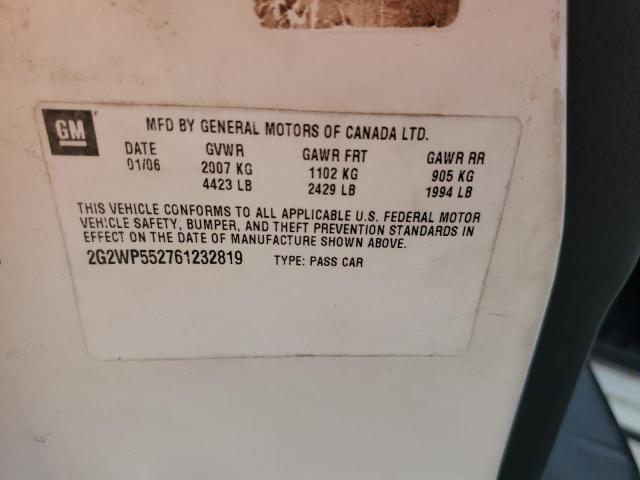 GM
MFD BY GENERAL MOTORS OF CANADA LTD.
DATE GVWR GAWR FRT GAWR RR
01/06 2007 KG 1102 KG 905 KG
4423 LB 2429 LB 1994 LB
THIS VEHICLE CONFORMS TO ALL APPLICABLE U.S. FEDERAL MOTOR
VEHICLE SAFETY, BUMPER, AND THEFT PREVENTION STANDARDS IN
EFFECT ON THE DATE OF MANUFACTURE SHOWN ABOVE.
2G2WP552761232819 TYPE: PASS CAR